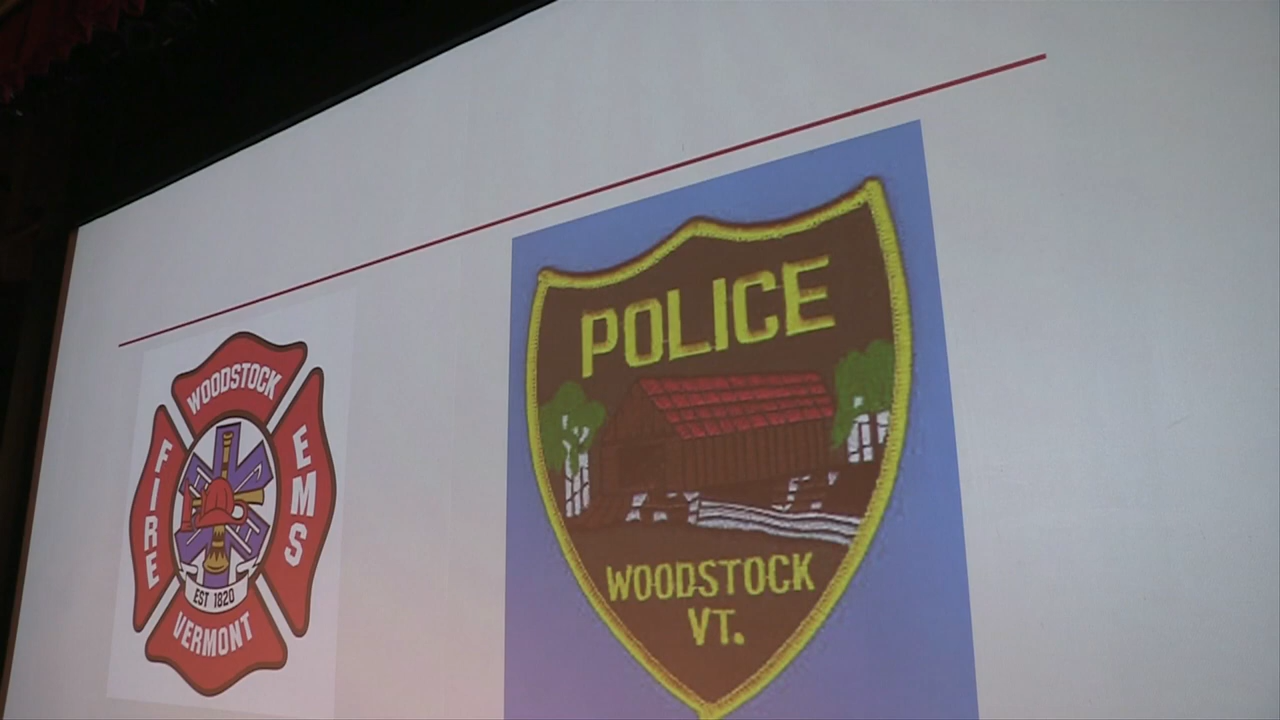 WOODSTOCK
FIRE
EMS
EST 1820
VERMONT
POLICE
WOODSTOCK
VT.